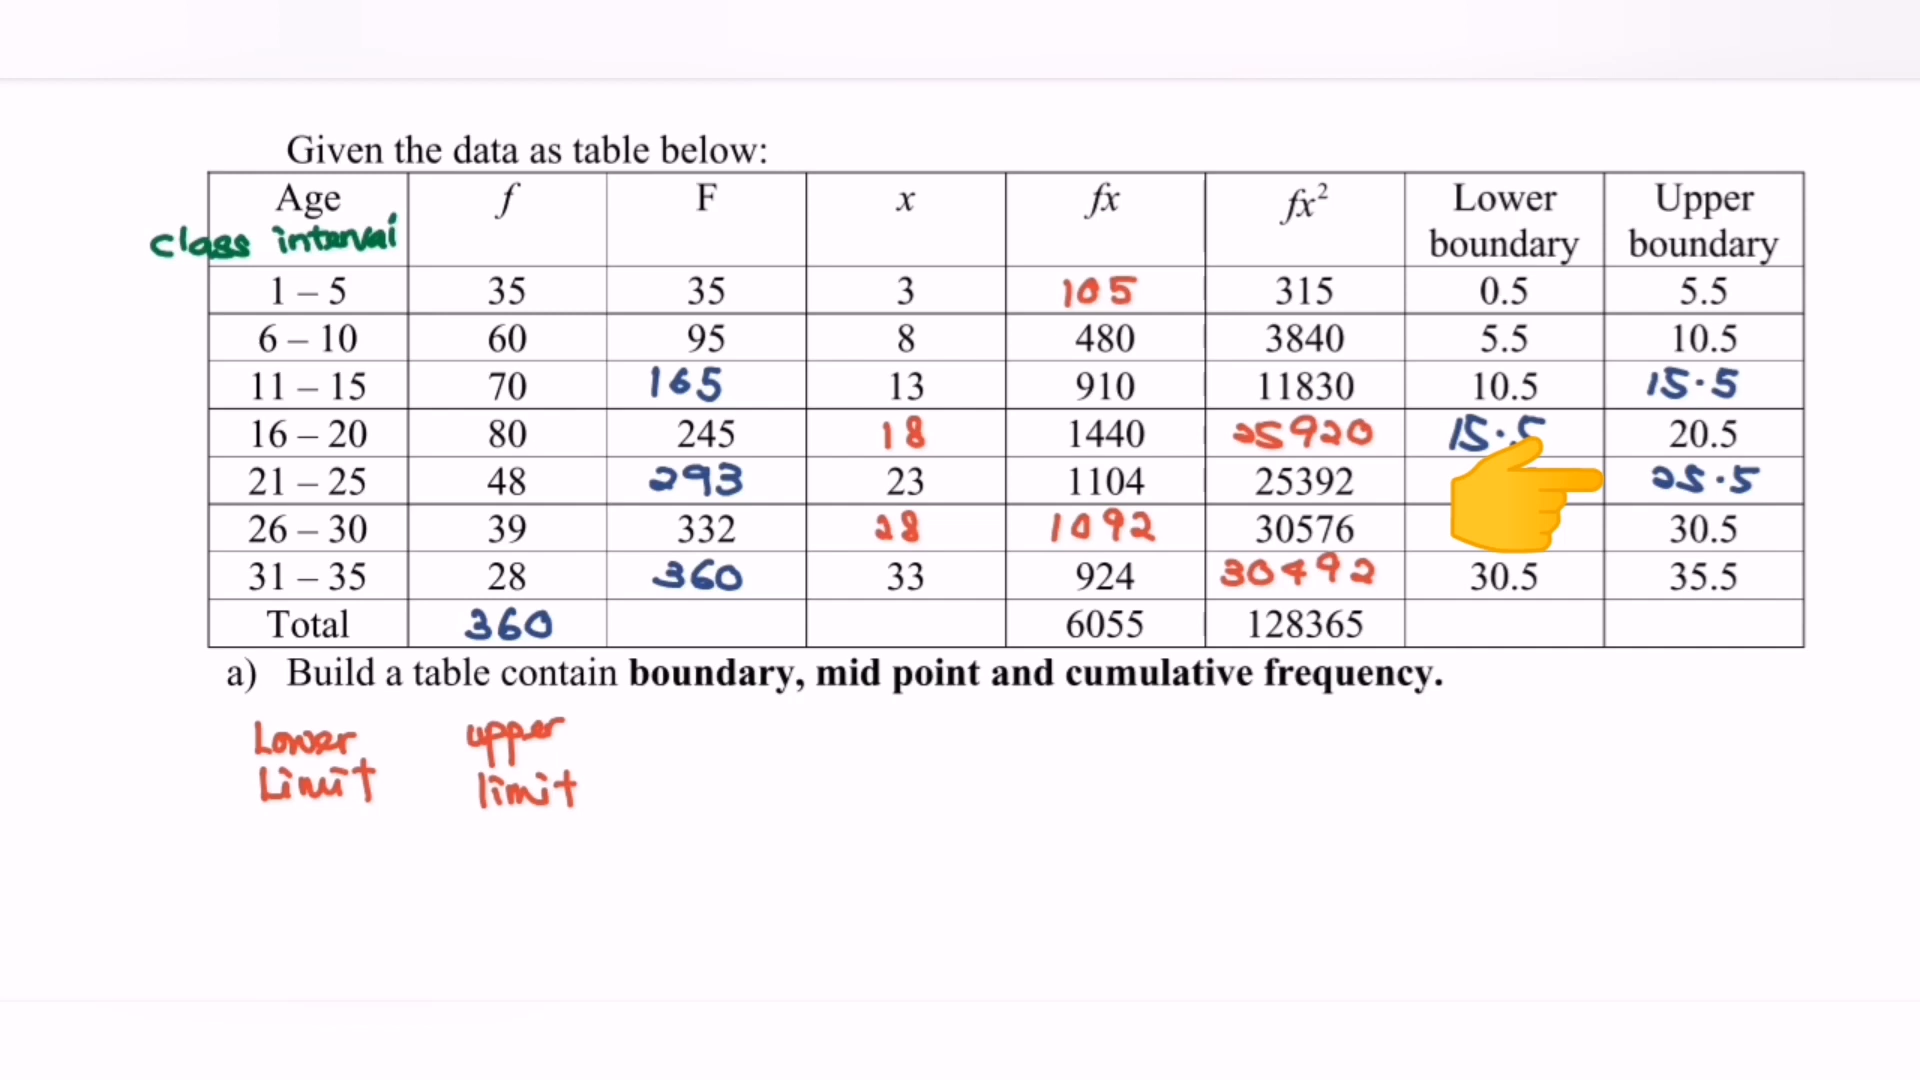 Given the data as table below:
Age f F x fx fx² Lower boundary Upper boundary
class interval
1 – 5 35 35 3 105 315 0.5 5.5
6 – 10 60 95 8 480 3840 5.5 10.5
11 – 15 70 165 13 910 11830 10.5 15.5
16 – 20 80 245 18 1440 25920 15.5 20.5
21 – 25 48 293 23 1104 25392 25.5
26 – 30 39 332 28 1092 30576 30.5
31 – 35 28 360 33 924 30492 30.5 35.5
Total 360 6055 128365
a) Build a table contain boundary, mid point and cumulative frequency.
Lower upper
Limit limit